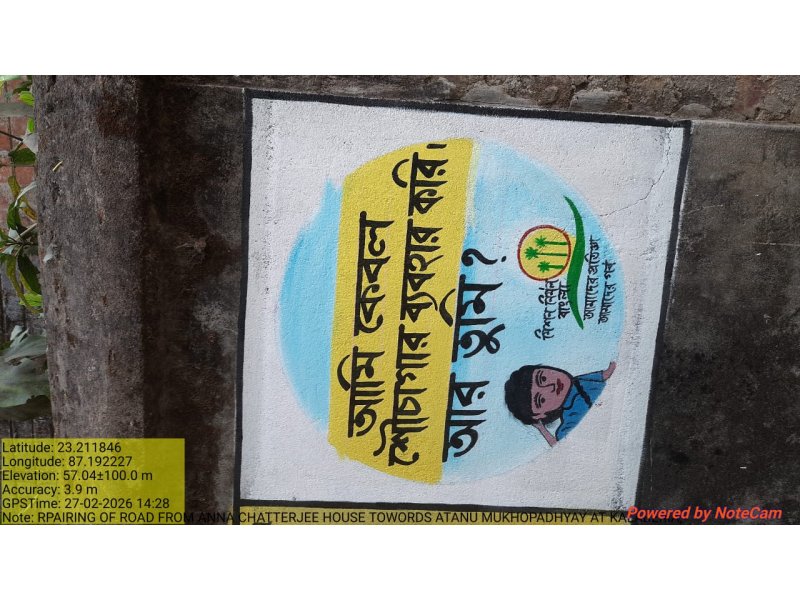 আমি কেবল
শৌচাগার ব্যবহার করি।
আর তুমি?
মিশন নির্মল
বাংলা
আমাদের প্রতিজ্ঞা
আমাদের গর্ব
Latitude: 23.211846
Longitude: 87.192227
Elevation: 57.04±100.0 m
Accuracy: 3.9 m
GPSTime: 27-02-2026 14:28
Note: RPAIRING OF ROAD FROM ANNA CHATTERJEE HOUSE TOWORDS ATANU MUKHOPADHYAY AT
Powered by NoteCam